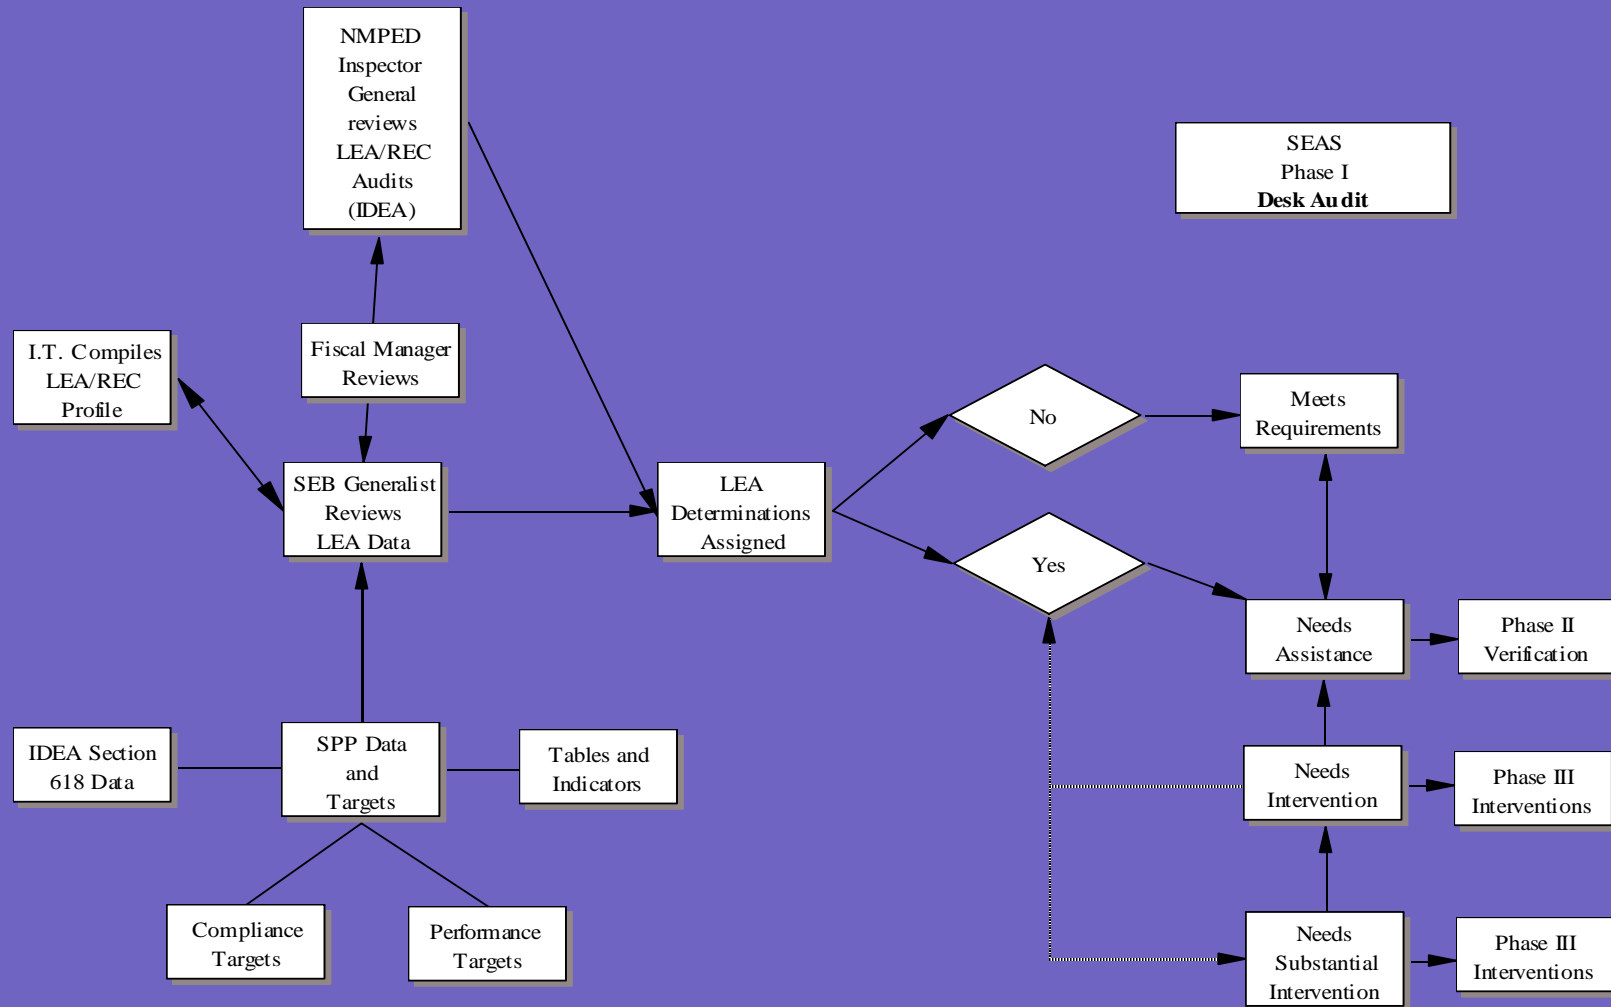 NMPED
Inspector
General
reviews
LEA/REC
Audits
(IDEA)
SEAS
Phase I
Desk Audit
I.T. Compiles
LEA/REC
Profile
Fiscal Manager
Reviews
SEB Generalist
Reviews
LEA Data
LEA
Determinations
Assigned
No
Meets
Requirements
Yes
Needs
Assistance
Phase II
Verification
IDEA Section
618 Data
SPP Data
and
Targets
Tables and
Indicators
Needs
Intervention
Phase III
Interventions
Compliance
Targets
Performance
Targets
Needs
Substantial
Intervention
Phase III
Interventions